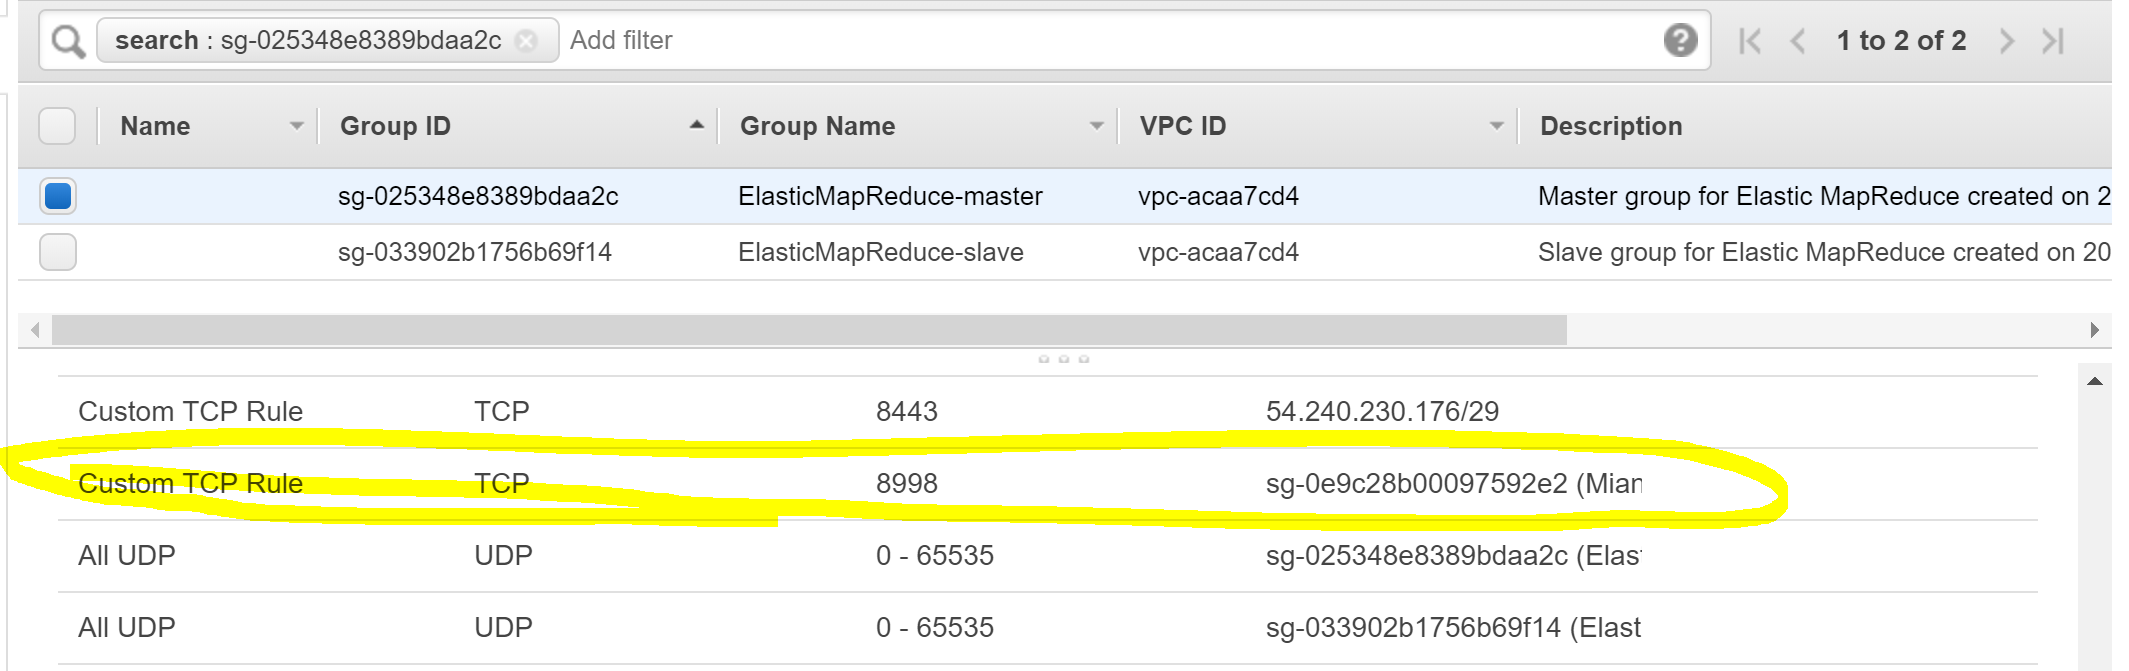 search : sg-025348e8389bdaa2c Add filter 1 to 2 of 2
Name Group ID Group Name VPC ID Description
sg-025348e8389bdaa2c ElasticMapReduce-master vpc-acaa7cd4 Master group for Elastic MapReduce created on 2
sg-033902b1756b69f14 ElasticMapReduce-slave vpc-acaa7cd4 Slave group for Elastic MapReduce created on 20
Custom TCP Rule TCP 8443 54.240.230.176/29
Custom TCP Rule TCP 8998 sg-0e9c28b00097592e2 (Mian
All UDP UDP 0 - 65535 sg-025348e8389bdaa2c (Elas
All UDP UDP 0 - 65535 sg-033902b1756b69f14 (Elast